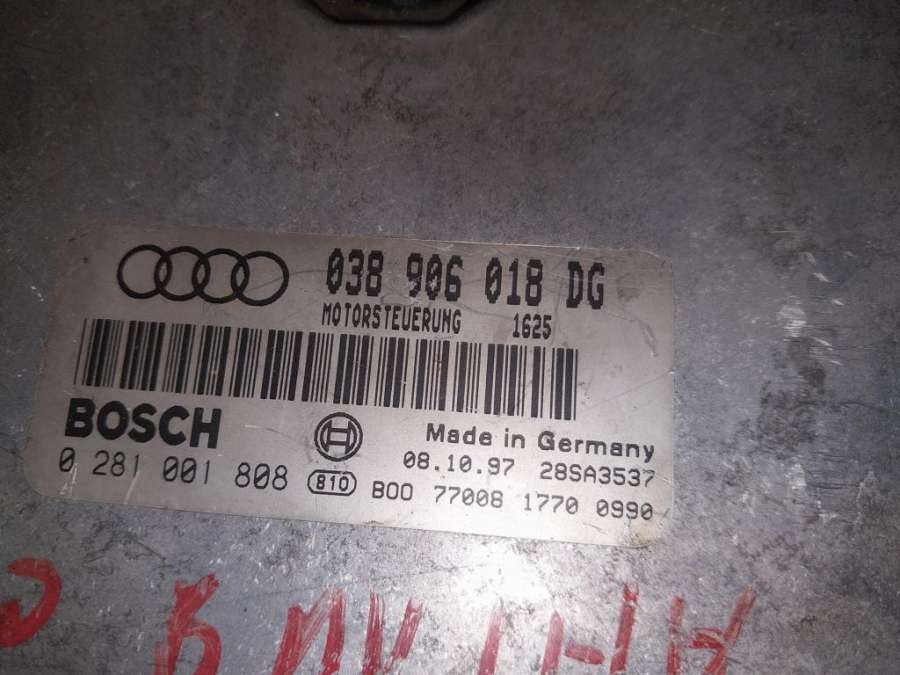 038 906 018 DG
MOTORSTEUERUNG 1625
BOSCH
Made in Germany
0 281 001 808
08.10.97 28SA3537
810 B00 77008 1770 0990